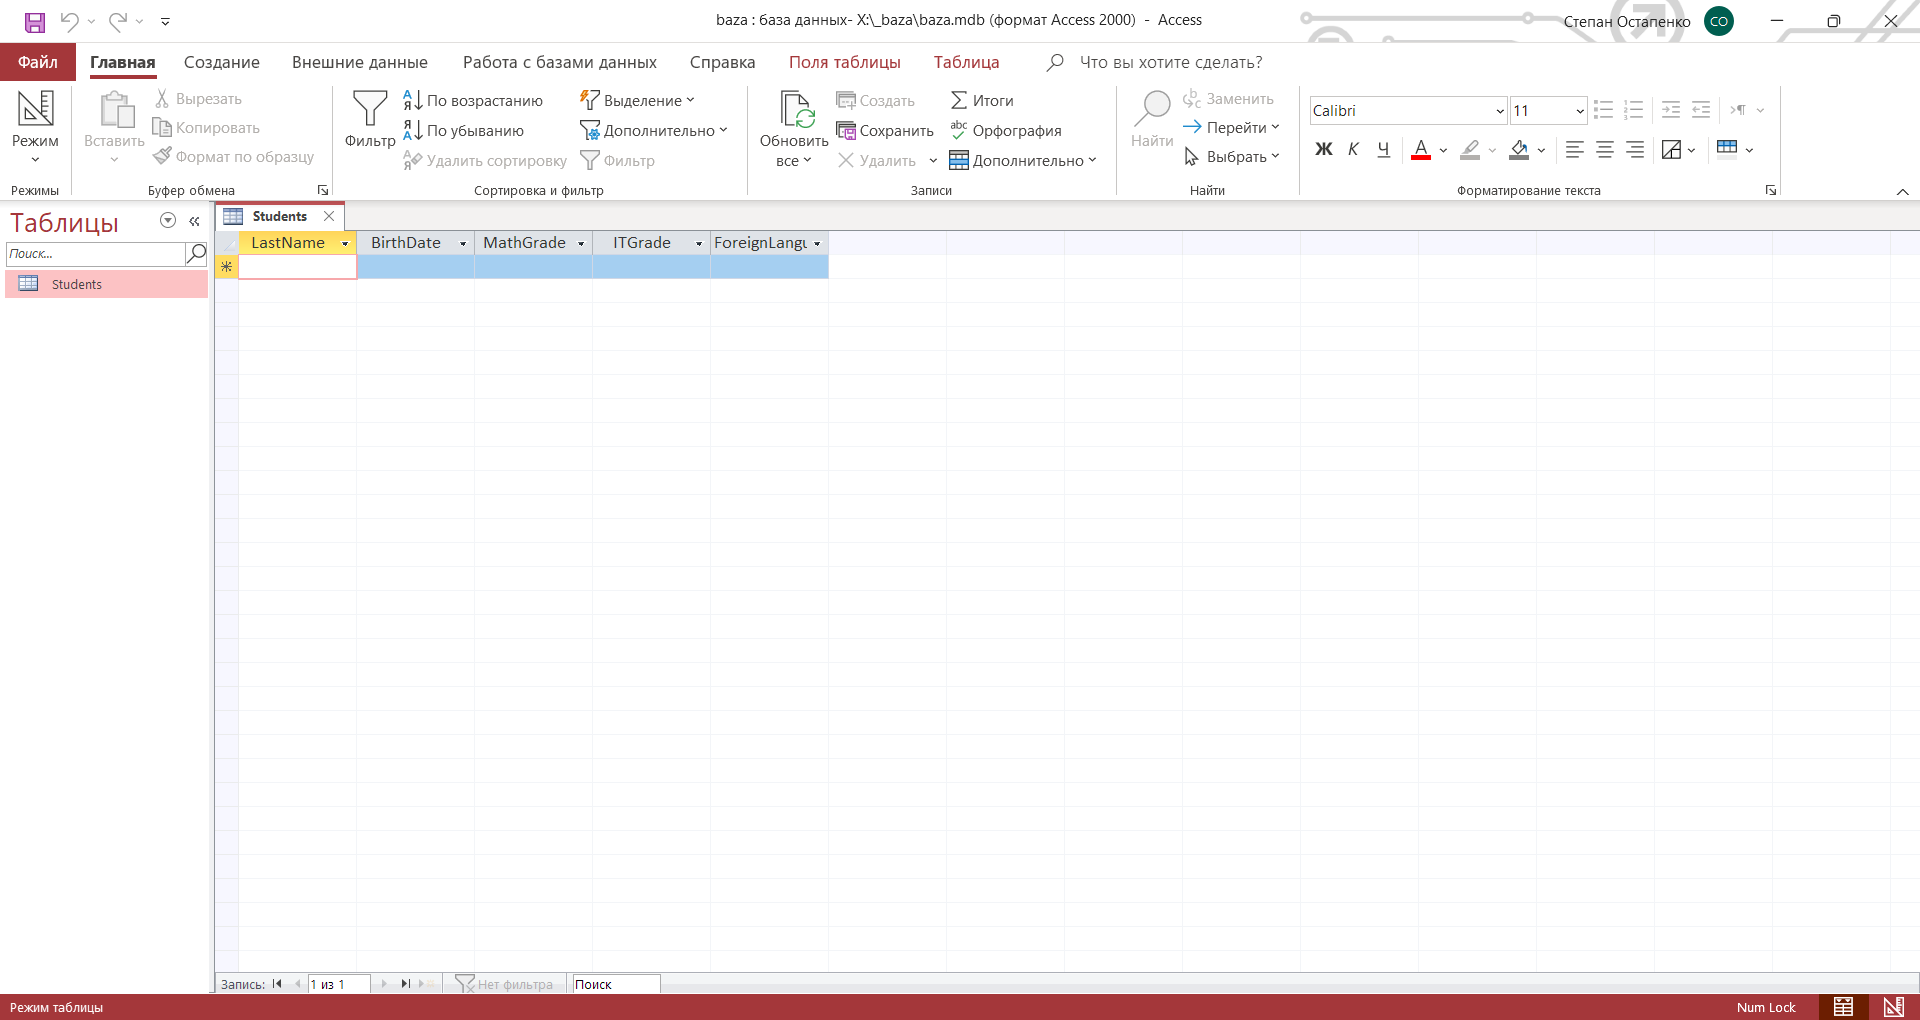 baza : база данных- X:\_baza\baza.mdb (формат Access 2000) - Access
Степан Остапенко
СО
Файл
Главная
Создание
Внешние данные
Работа с базами данных
Справка
Поля таблицы
Таблица
Что вы хотите сделать?
Режим
Режимы
Вставить
Вырезать
Копировать
Формат по образцу
Буфер обмена
Фильтр
По возрастанию
По убыванию
Удалить сортировку
Выделение
Дополнительно
Фильтр
Сортировка и фильтр
Обновить
все
Создать
Сохранить
Удалить
Итоги
Орфография
Дополнительно
Записи
Найти
Заменить
Перейти
Выбрать
Найти
Calibri
11
Ж К Ч А
Форматирование текста
Таблицы
Поиск...
Students
Students
LastName BirthDate MathGrade ITGrade ForeignLangu
Запись:
1 из 1
Нет фильтра
Поиск
Режим таблицы
Num Lock